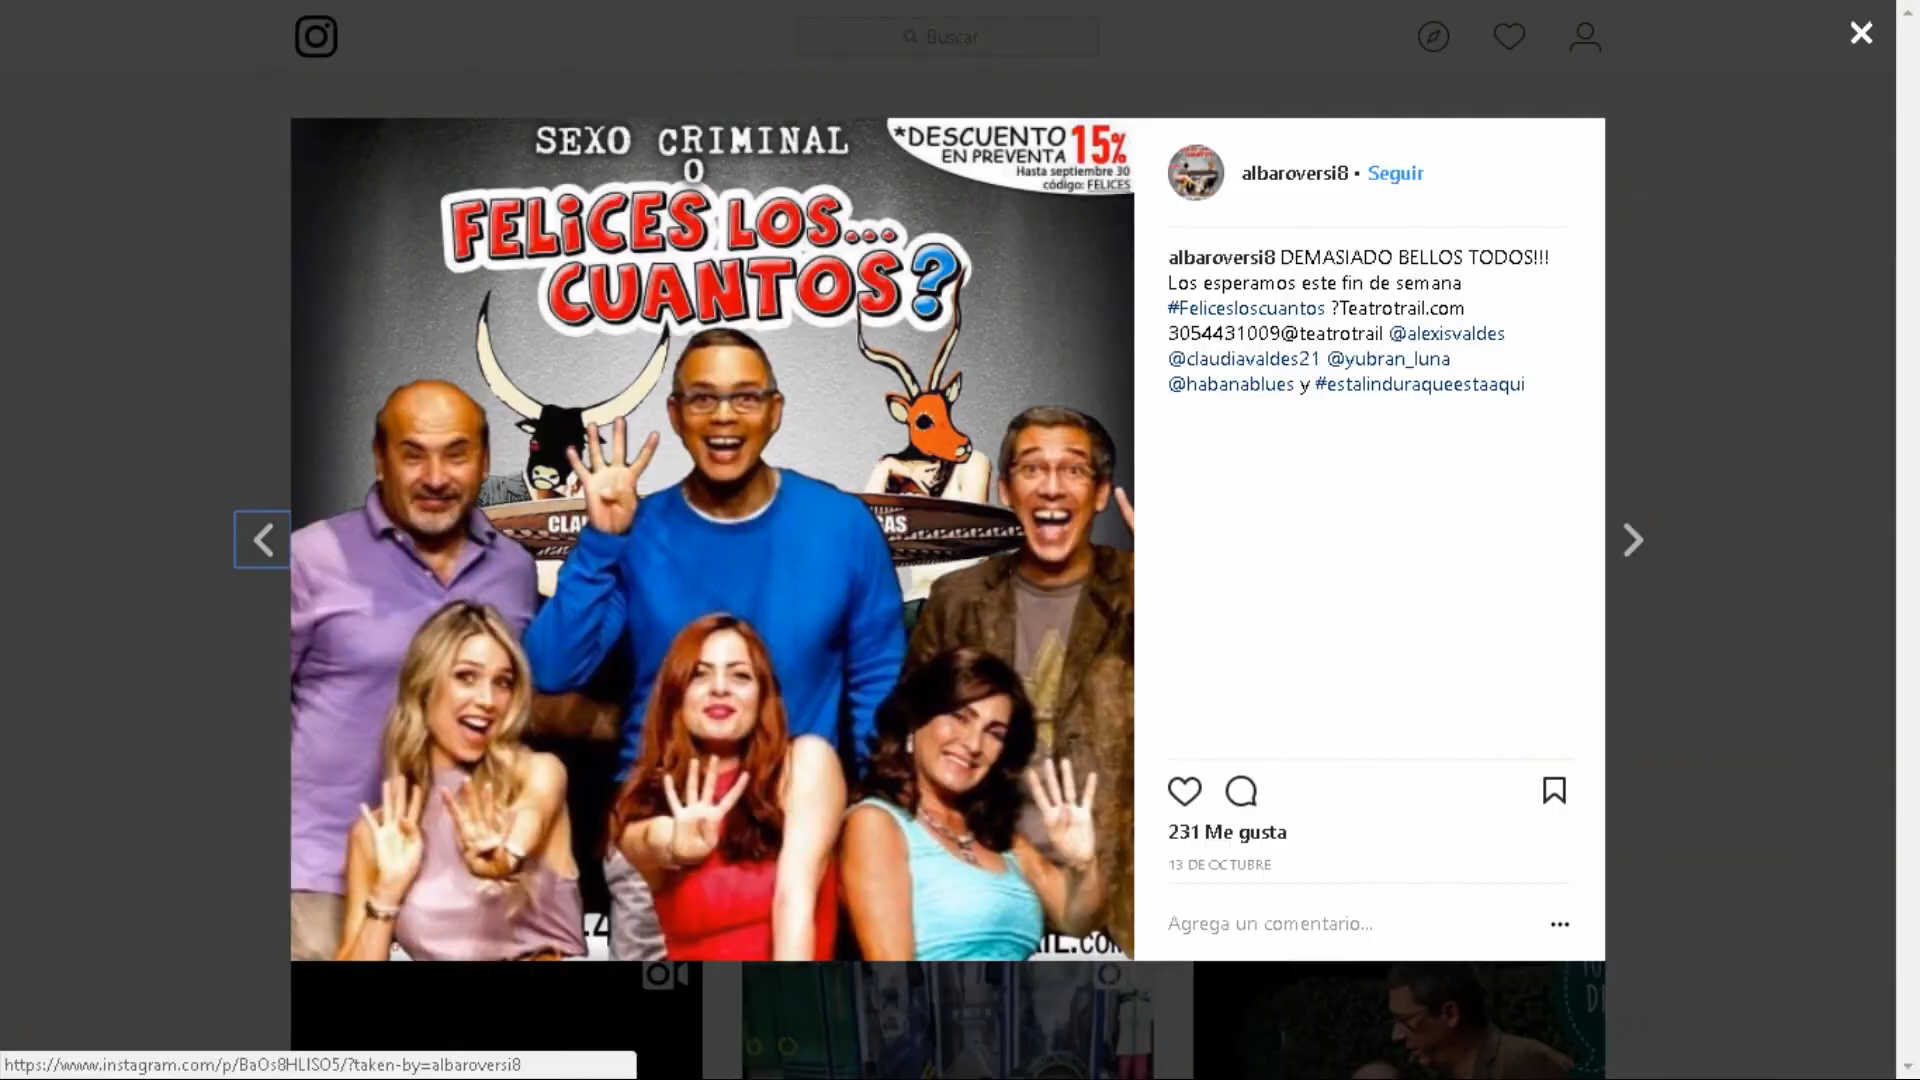 Buscar
SEXO CRIMINAL
O
FELiCES LOS...
CUANTOS?
*DESCUENTO 15%
EN PREVENTA
Hasta septiembre 30
código: FELICES
albaroversi8 • Seguir
albaroversi8 DEMASIADO BELLOS TODOS!!!
Los esperamos este fin de semana
#Felicesloscuantos ?Teatrotrail.com
3054431009@teatrotrail @alexisvaldes
@claudiavaldes21 @yubran_luna
@habanablues y #estalinduraqueestaaqui
231 Me gusta
13 DE OCTUBRE
Agrega un comentario...
https://www.instagram.com/p/BaOs8HLlSO5/?taken-by=albaroversi8